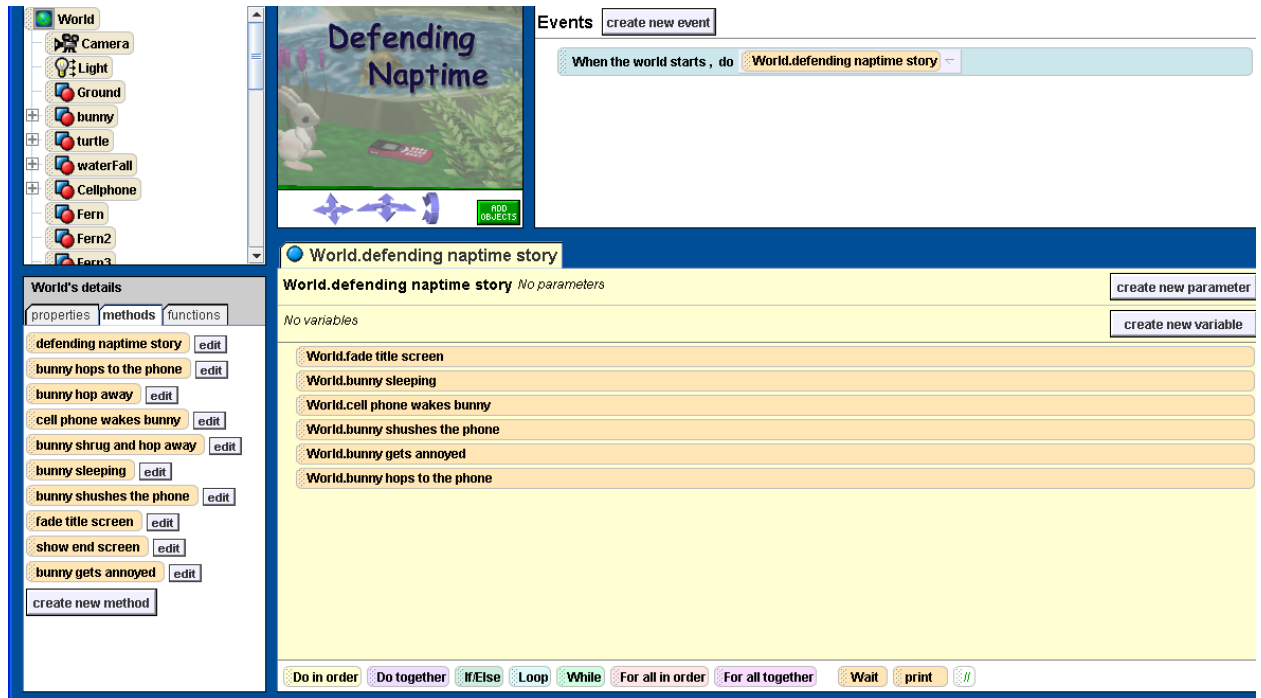 World
Camera
Light
Ground
bunny
turtle
waterFall
Cellphone
Fern
Fern2
Fern3
Defending
Naptime
ADD
OBJECTS
Events create new event
When the world starts , do World.defending naptime story
World's details
properties methods functions
defending naptime story edit
bunny hops to the phone edit
bunny hop away edit
cell phone wakes bunny edit
bunny shrug and hop away edit
bunny sleeping edit
bunny shushes the phone edit
fade title screen edit
show end screen edit
bunny gets annoyed edit
create new method
World.defending naptime story
World.defending naptime story No parameters create new parameter
No variables create new variable
World.fade title screen
World.bunny sleeping
World.cell phone wakes bunny
World.bunny shushes the phone
World.bunny gets annoyed
World.bunny hops to the phone
Do in order Do together If/Else Loop While For all in order For all together Wait print //